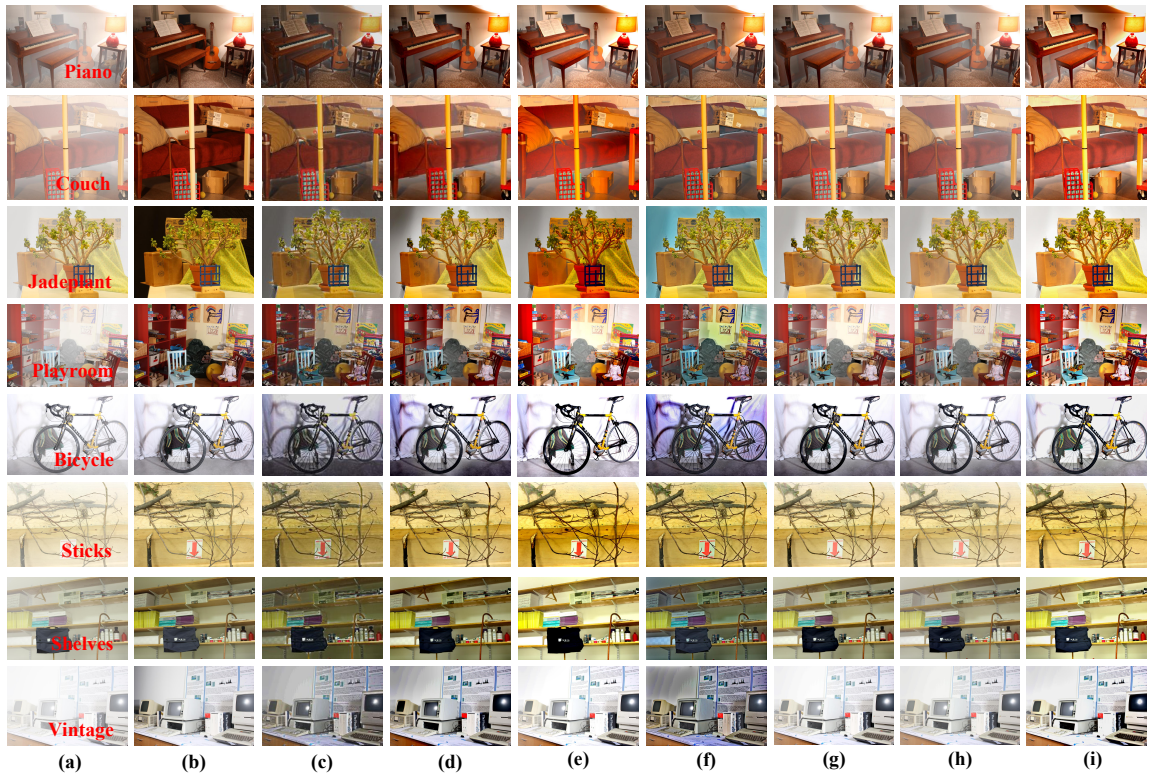 Piano
Couch
Jadeplant
Playroom
Bicycle
Sticks
Shelves
Vintage
(a) (b) (c) (d) (e) (f) (g) (h) (i)